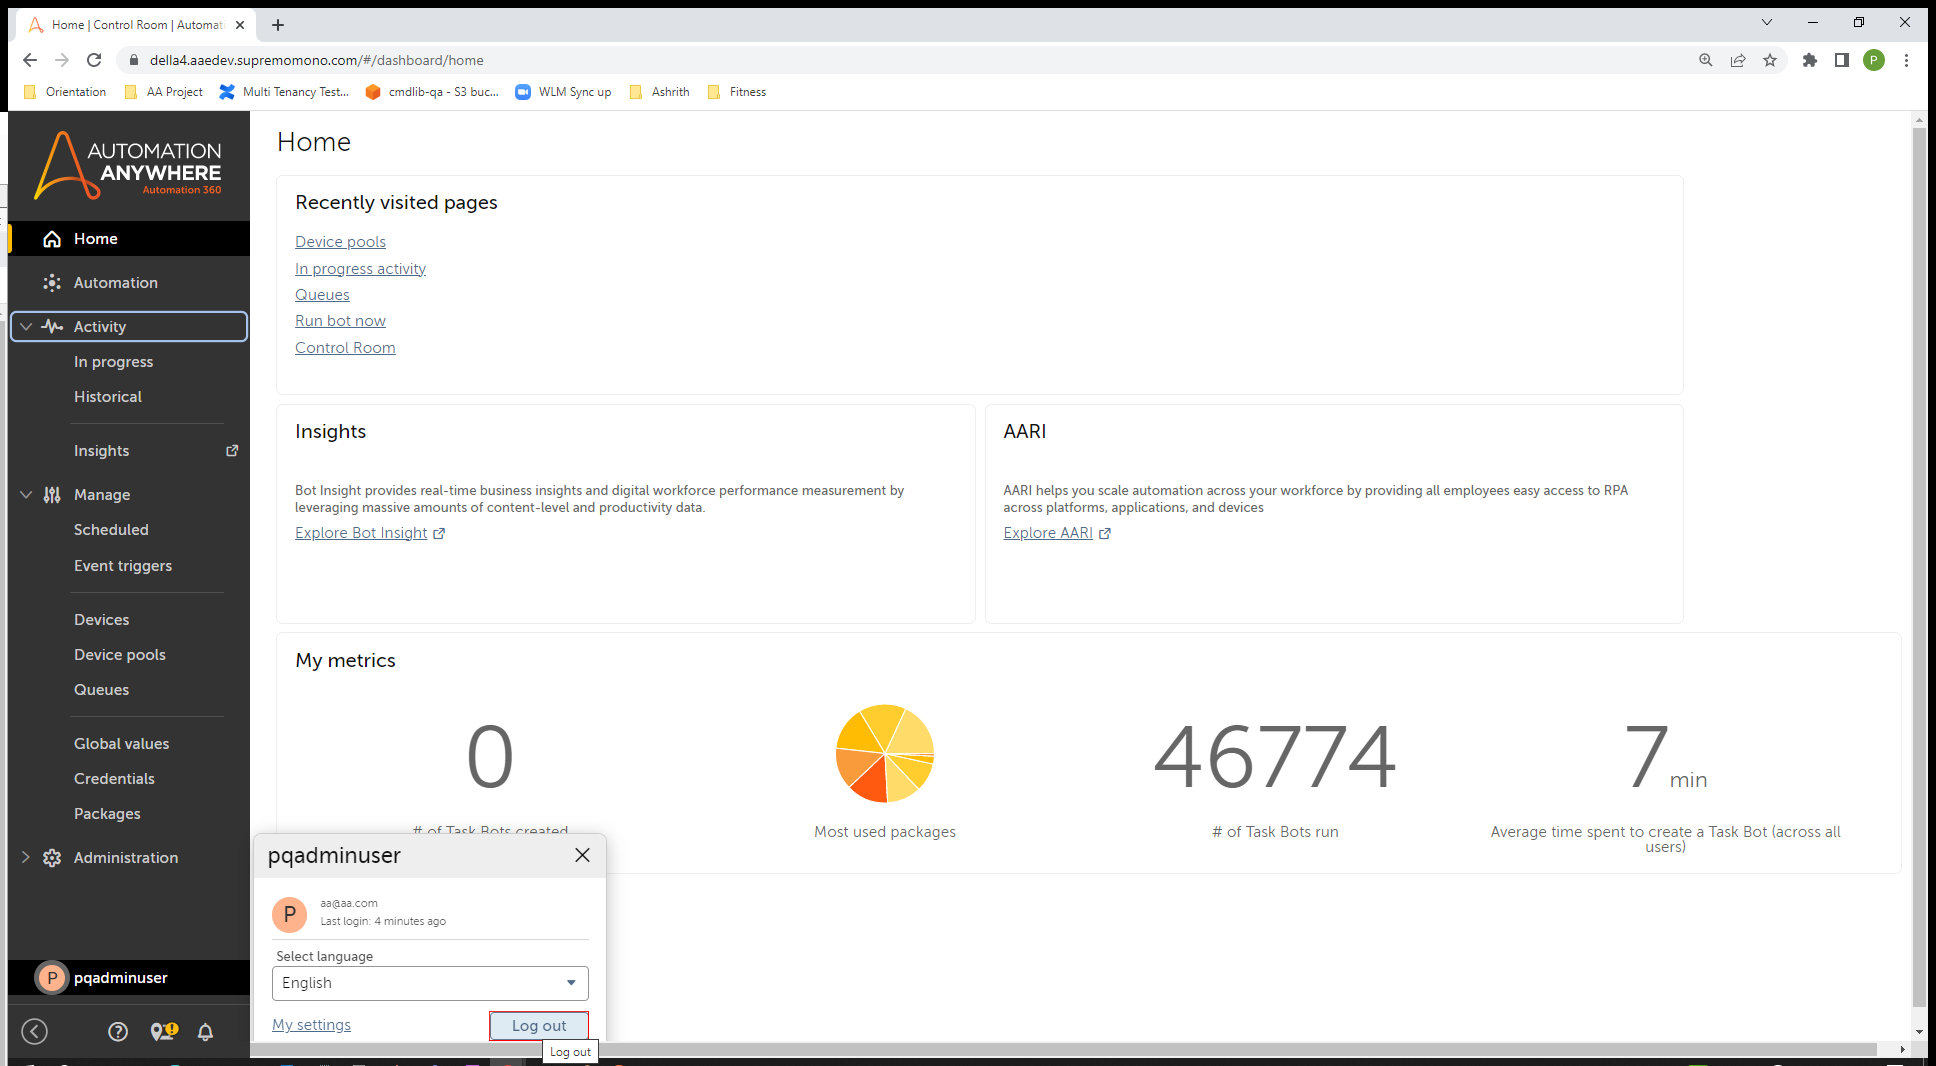 Home | Control Room | Automat
della4.aaedev.supremomono.com/#/dashboard/home
P
Orientation
AA Project
Multi Tenancy Test...
cmdlib-qa - S3 buc...
WLM Sync up
Ashrith
Fitness
AUTOMATION
ANYWHERE
Automation 360
Home
Automation
Activity
In progress
Historical
Insights
Manage
Scheduled
Event triggers
Devices
Device pools
Queues
Global values
Credentials
Packages
Administration
P
pqadminuser
Home
Recently visited pages
Device pools
In progress activity
Queues
Run bot now
Control Room
Insights
Bot Insight provides real-time business insights and digital workforce performance measurement by
leveraging massive amounts of content-level and productivity data.
Explore Bot Insight
AARI
AARI helps you scale automation across your workforce by providing all employees easy access to RPA
across platforms, applications, and devices
Explore AARI
My metrics
0
# of Task Bots created
Most used packages
46774
# of Task Bots run
7 min
Average time spent to create a Task Bot (across all
users)
pqadminuser
P
aa@aa.com
Last login: 4 minutes ago
Select language
English
My settings
Log out
Log out